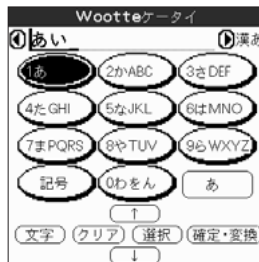 Wootteケータイ
あい 漢あ
1あ 2かABC 3さDEF
4たGHI 5なJKL 6はMNO
7まPQRS 8やTUV 9らWXYZ
記号 0わをん あ
↑
文字 クリア 選択 確定・変換
↓